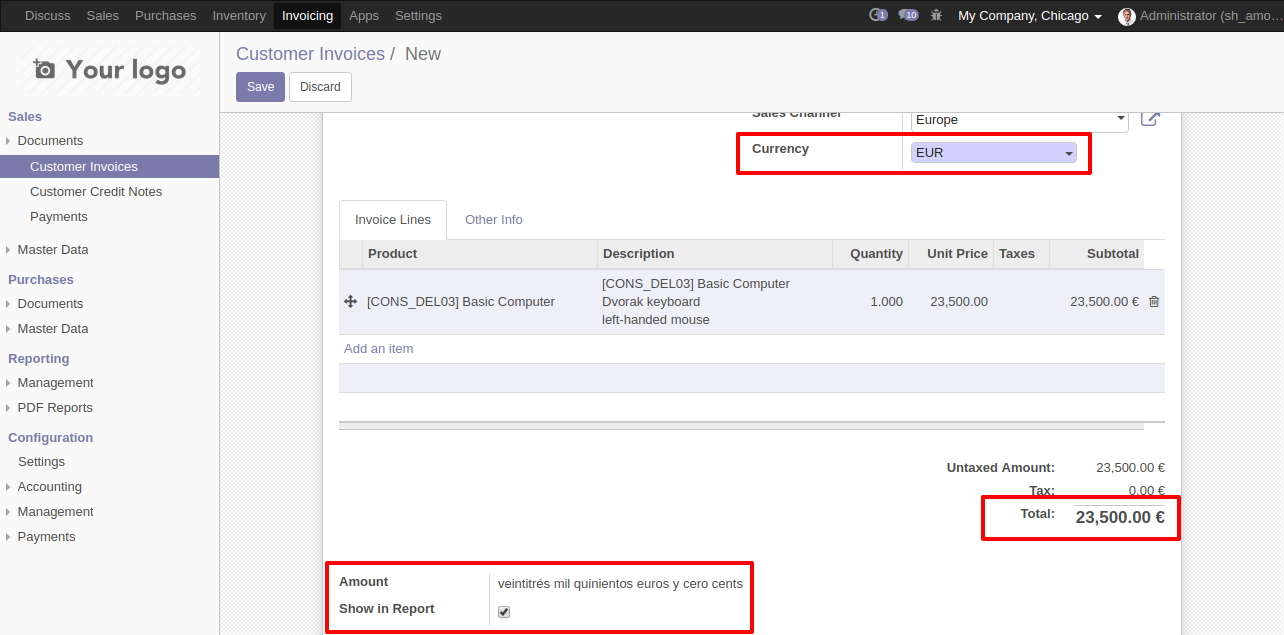 Discuss Sales Purchases Inventory Invoicing Apps Settings 1 10 My Company, Chicago Administrator (sh_amo...
Your logo
Sales
Documents
Customer Invoices
Customer Credit Notes
Payments
Master Data
Purchases
Documents
Master Data
Reporting
Management
PDF Reports
Configuration
Settings
Accounting
Management
Payments
Customer Invoices / New
Save Discard
Sales Channel Europe
Currency EUR
Invoice Lines Other Info
Product Description Quantity Unit Price Taxes Subtotal
[CONS_DEL03] Basic Computer [CONS_DEL03] Basic Computer 1.000 23,500.00 23,500.00 €
Dvorak keyboard
left-handed mouse
Add an item
Untaxed Amount: 23,500.00 €
Tax: 0.00 €
Total: 23,500.00 €
Amount veintitrés mil quinientos euros y cero cents
Show in Report